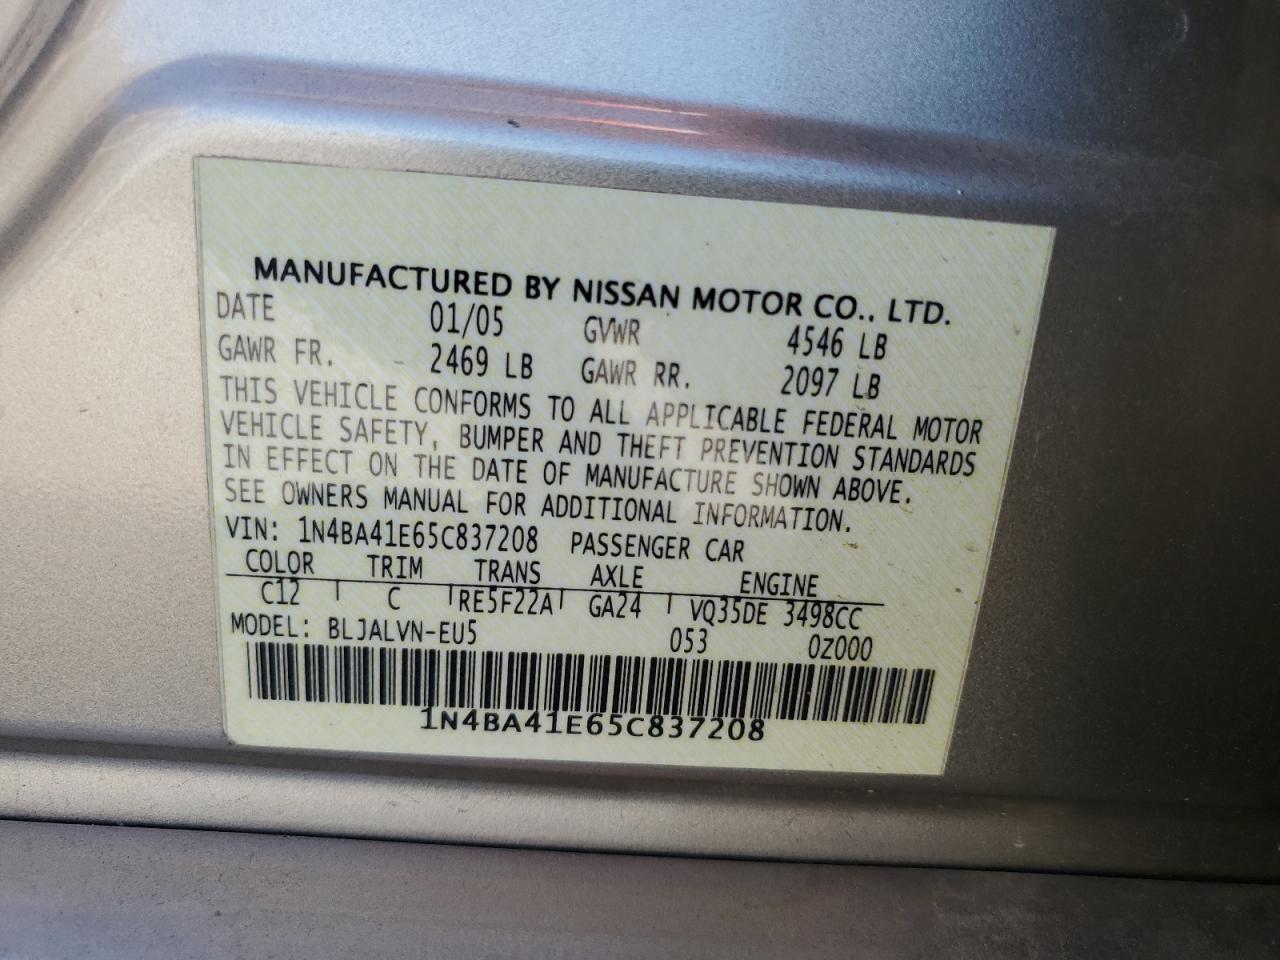 MANUFACTURED BY NISSAN MOTOR CO., LTD.
DATE 01/05 GVWR 4546 LB
GAWR FR. 2469 LB GAWR RR. 2097 LB
THIS VEHICLE CONFORMS TO ALL APPLICABLE FEDERAL MOTOR
VEHICLE SAFETY, BUMPER AND THEFT PREVENTION STANDARDS
IN EFFECT ON THE DATE OF MANUFACTURE SHOWN ABOVE.
SEE OWNERS MANUAL FOR ADDITIONAL INFORMATION.
VIN: 1N4BA41E65C837208 PASSENGER CAR
COLOR TRIM TRANS AXLE ENGINE
C12 C RE5F22A GA24 VQ35DE 3498CC
MODEL: BLJALVN-EU5 053 0Z000
1N4BA41E65C837208